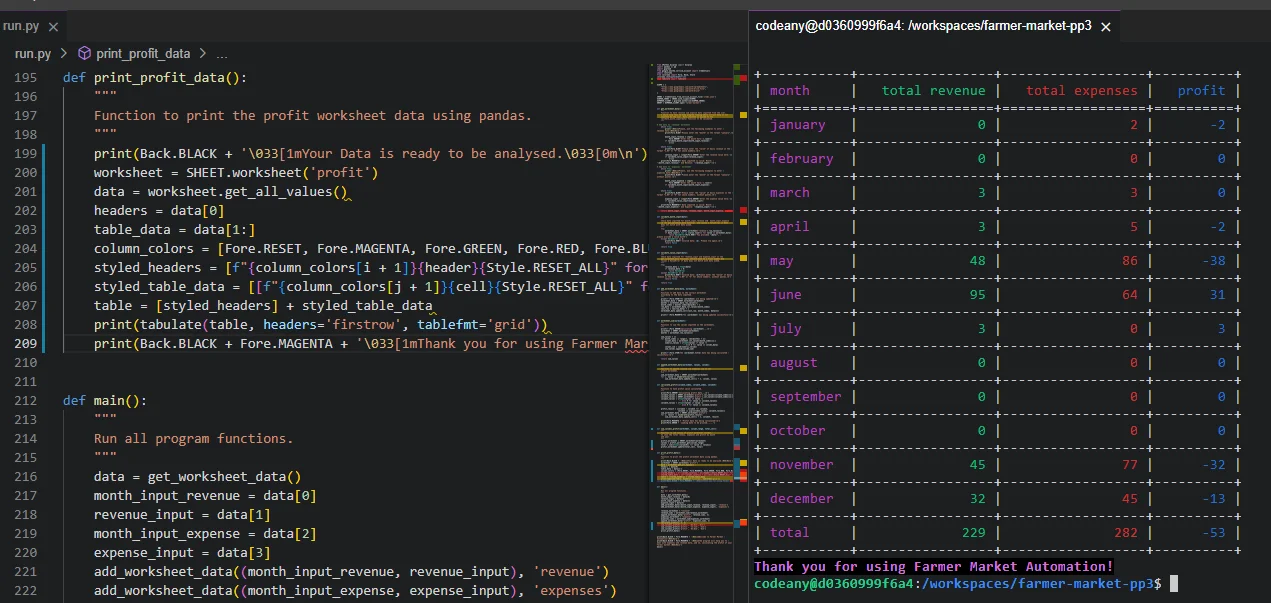 run.py ×
run.py > print_profit_data > ...
195 def print_profit_data():
196 """
197 Function to print the profit worksheet data using pandas.
198 """
199 print(Back.BLACK + '\033[1mYour Data is ready to be analysed.\033[0m\n')
200 worksheet = SHEET.worksheet('profit')
201 data = worksheet.get_all_values()
202 headers = data[0]
203 table_data = data[1:]
204 column_colors = [Fore.RESET, Fore.MAGENTA, Fore.GREEN, Fore.RED, Fore.BL
205 styled_headers = [f"{column_colors[i + 1]}{header}{Style.RESET_ALL}" for
206 styled_table_data = [[f"{column_colors[j + 1]}{cell}{Style.RESET_ALL}" f
207 table = [styled_headers] + styled_table_data
208 print(tabulate(table, headers='firstrow', tablefmt='grid'))
209 print(Back.BLACK + Fore.MAGENTA + '\033[1mThank you for using Farmer Mar
210
211
212 def main():
213 """
214 Run all program functions.
215 """
216 data = get_worksheet_data()
217 month_input_revenue = data[0]
218 revenue_input = data[1]
219 month_input_expense = data[2]
220 expense_input = data[3]
221 add_worksheet_data((month_input_revenue, revenue_input), 'revenue')
222 add_worksheet_data((month_input_expense, expense_input), 'expenses')
codeany@d0360999f6a4: /workspaces/farmer-market-pp3 ×
| month | total revenue | total expenses | profit |
| january | 0 | 2 | -2 |
| february | 0 | 0 | 0 |
| march | 3 | 3 | 0 |
| april | 3 | 5 | -2 |
| may | 48 | 86 | -38 |
| june | 95 | 64 | 31 |
| july | 3 | 0 | 3 |
| august | 0 | 0 | 0 |
| september | 0 | 0 | 0 |
| october | 0 | 0 | 0 |
| november | 45 | 77 | -32 |
| december | 32 | 45 | -13 |
| total | 229 | 282 | -53 |
Thank you for using Farmer Market Automation!
codeany@d0360999f6a4:/workspaces/farmer-market-pp3$